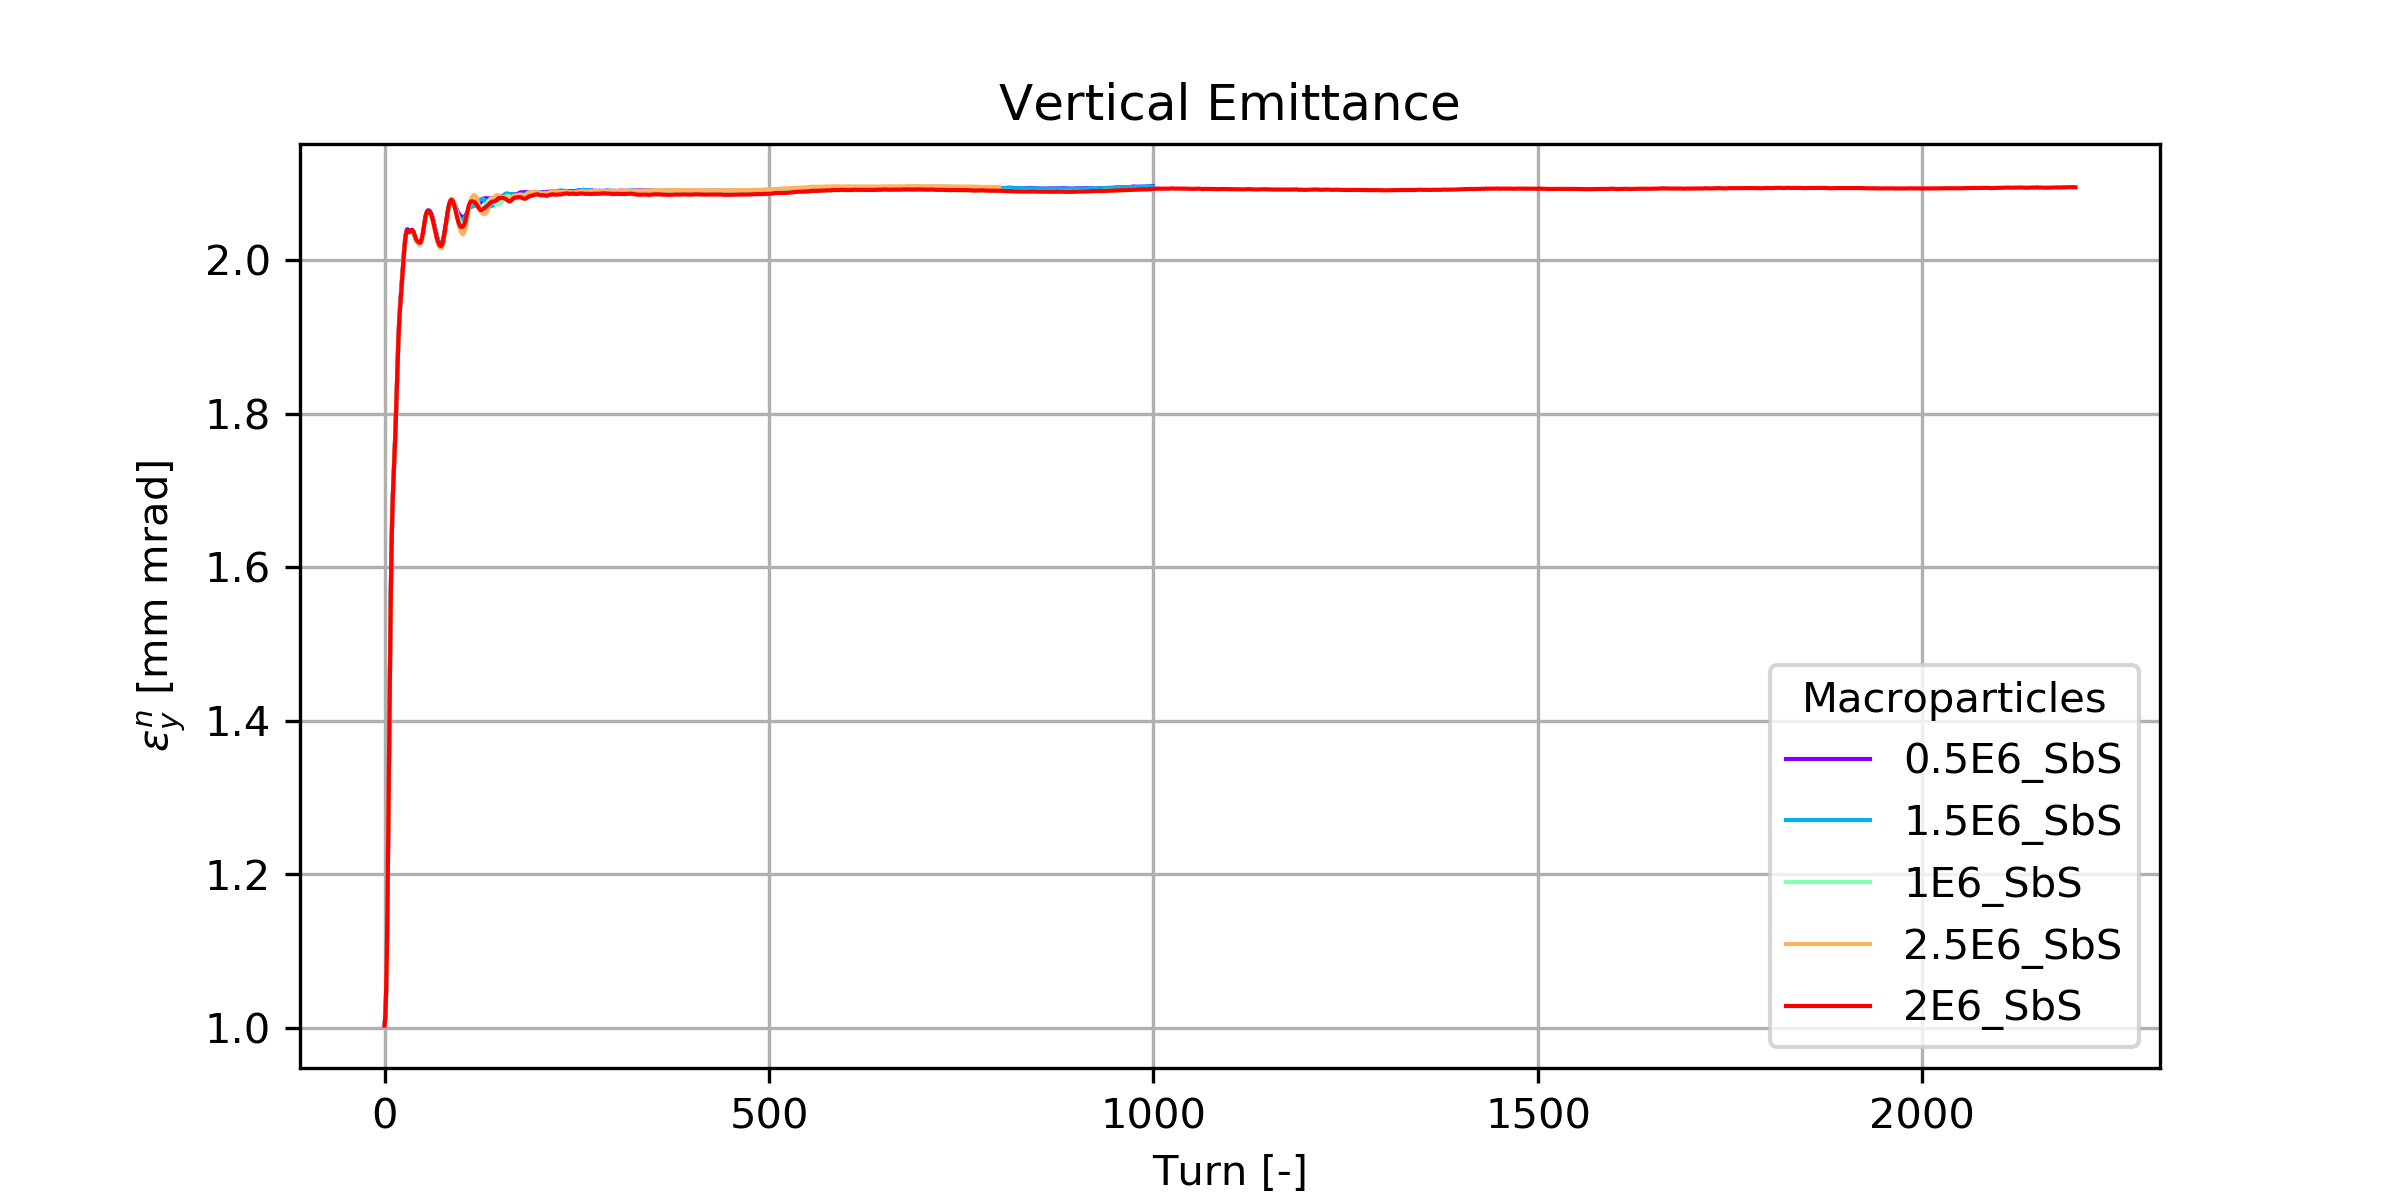 Vertical Emittance
ε_y^n [mm mrad]
2.0
1.8
1.6
1.4
1.2
1.0
0 500 1000 1500 2000
Turn [-]
Macroparticles
0.5E6_SbS
1.5E6_SbS
1E6_SbS
2.5E6_SbS
2E6_SbS